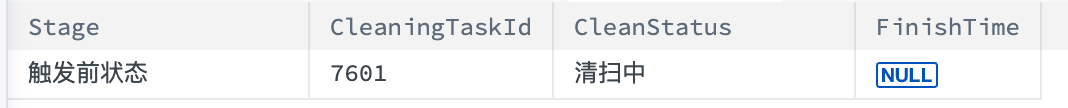 Stage CleaningTaskId CleanStatus FinishTime
触发前状态 7601 清扫中 NULL